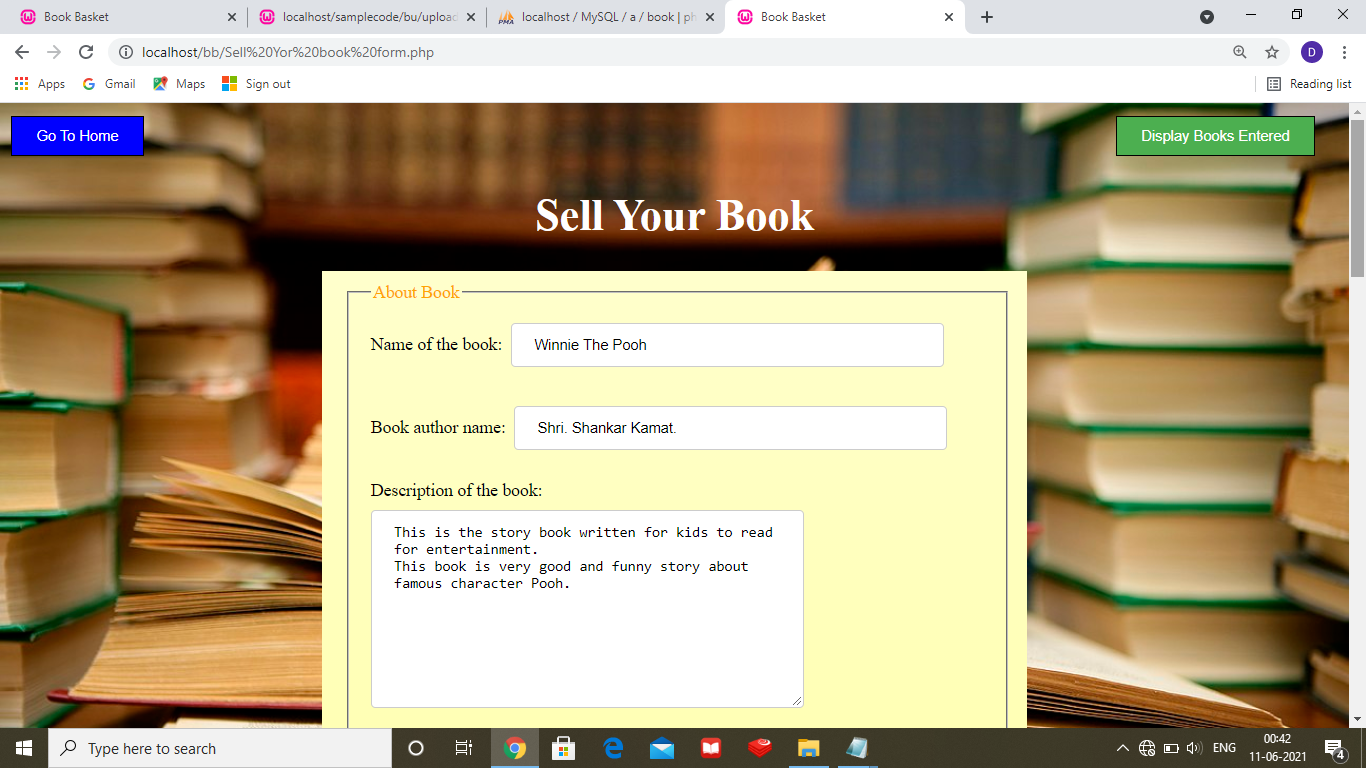 Book Basket
localhost/samplecode/bu/upload
localhost / MySQL / a / book | ph
Book Basket
localhost/bb/Sell%20Yor%20book%20form.php
D
Apps
Gmail
Maps
Sign out
Reading list
Go To Home
Display Books Entered
Sell Your Book
About Book
Name of the book:
Winnie The Pooh
Book author name:
Shri. Shankar Kamat.
Description of the book:
This is the story book written for kids to read
for entertainment.
This book is very good and funny story about
famous character Pooh.
Type here to search
ENG
00:42
11-06-2021
4